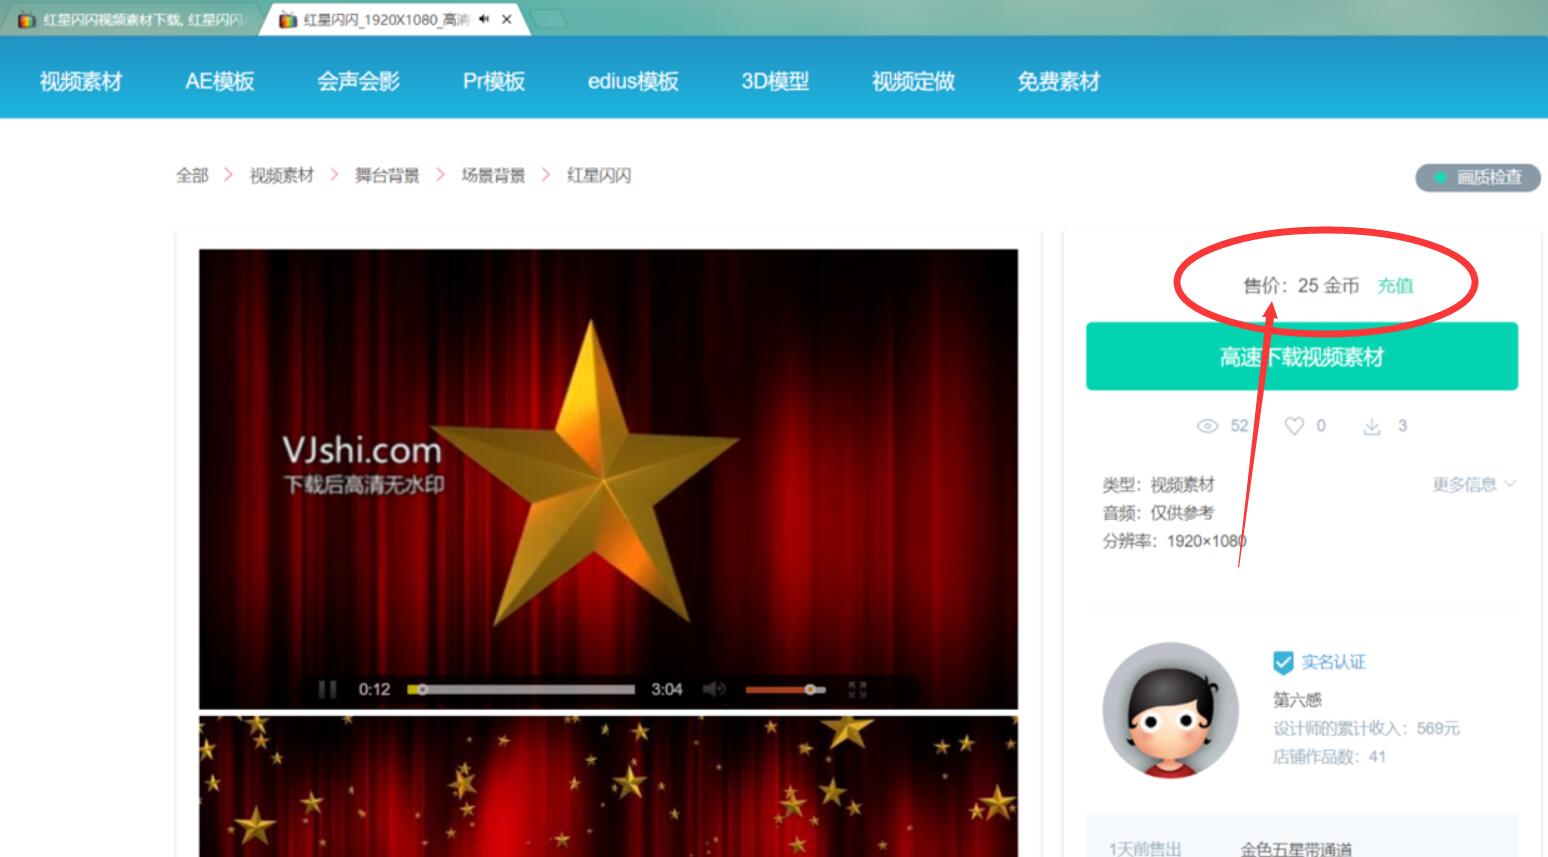 红星闪闪视频素材下载, 红星闪闪
红星闪闪_1920X1080_高清
视频素材 AE模板 会声会影 Pr模板 edius模板 3D模型 视频定做 免费素材
全部 > 视频素材 > 舞台背景 > 场景背景 > 红星闪闪
画质检查
VJshi.com
下载后高清无水印
0:12 3:04
售价: 25 金币 充值
高速下载视频素材
52 0 3
类型: 视频素材 更多信息
音频: 仅供参考
分辨率: 1920×1080
实名认证
第六感
设计师的累计收入: 569元
店铺作品数: 41
1天前售出 金色五星带通道